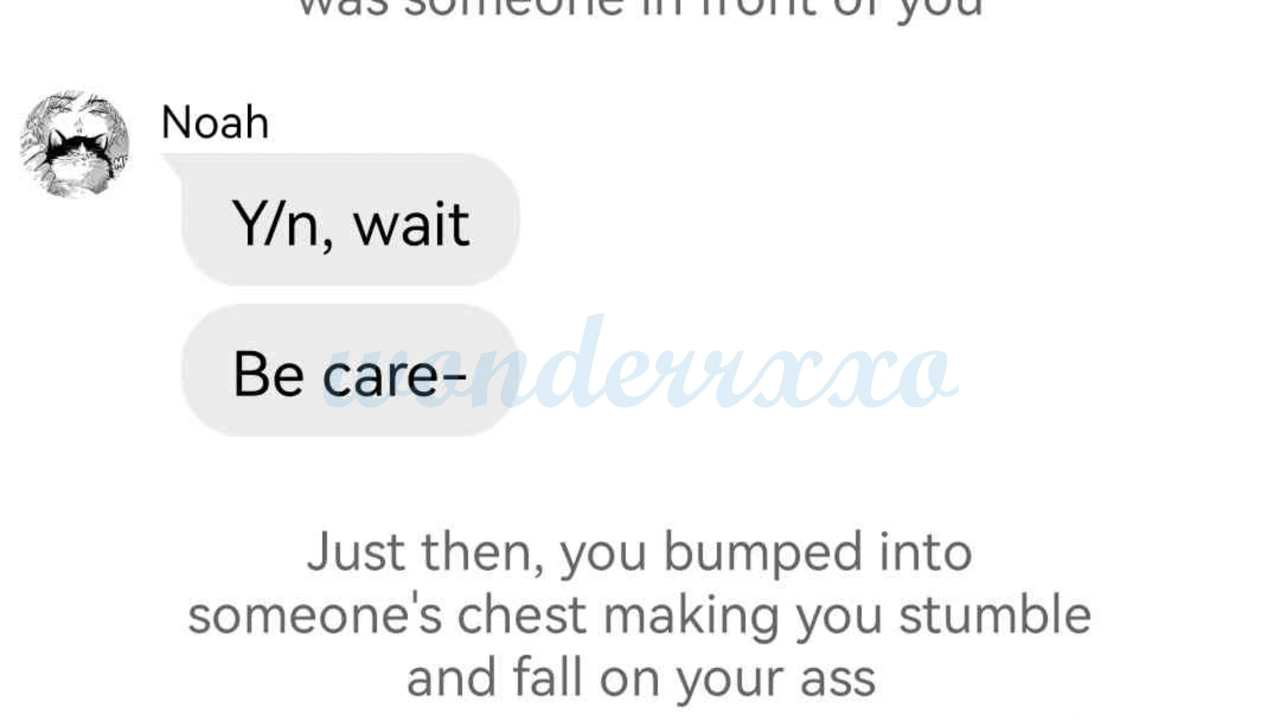 was someone in front of you
Noah
Y/n, wait
Be care-
wonderrxxo
Just then, you bumped into
someone's chest making you stumble
and fall on your ass